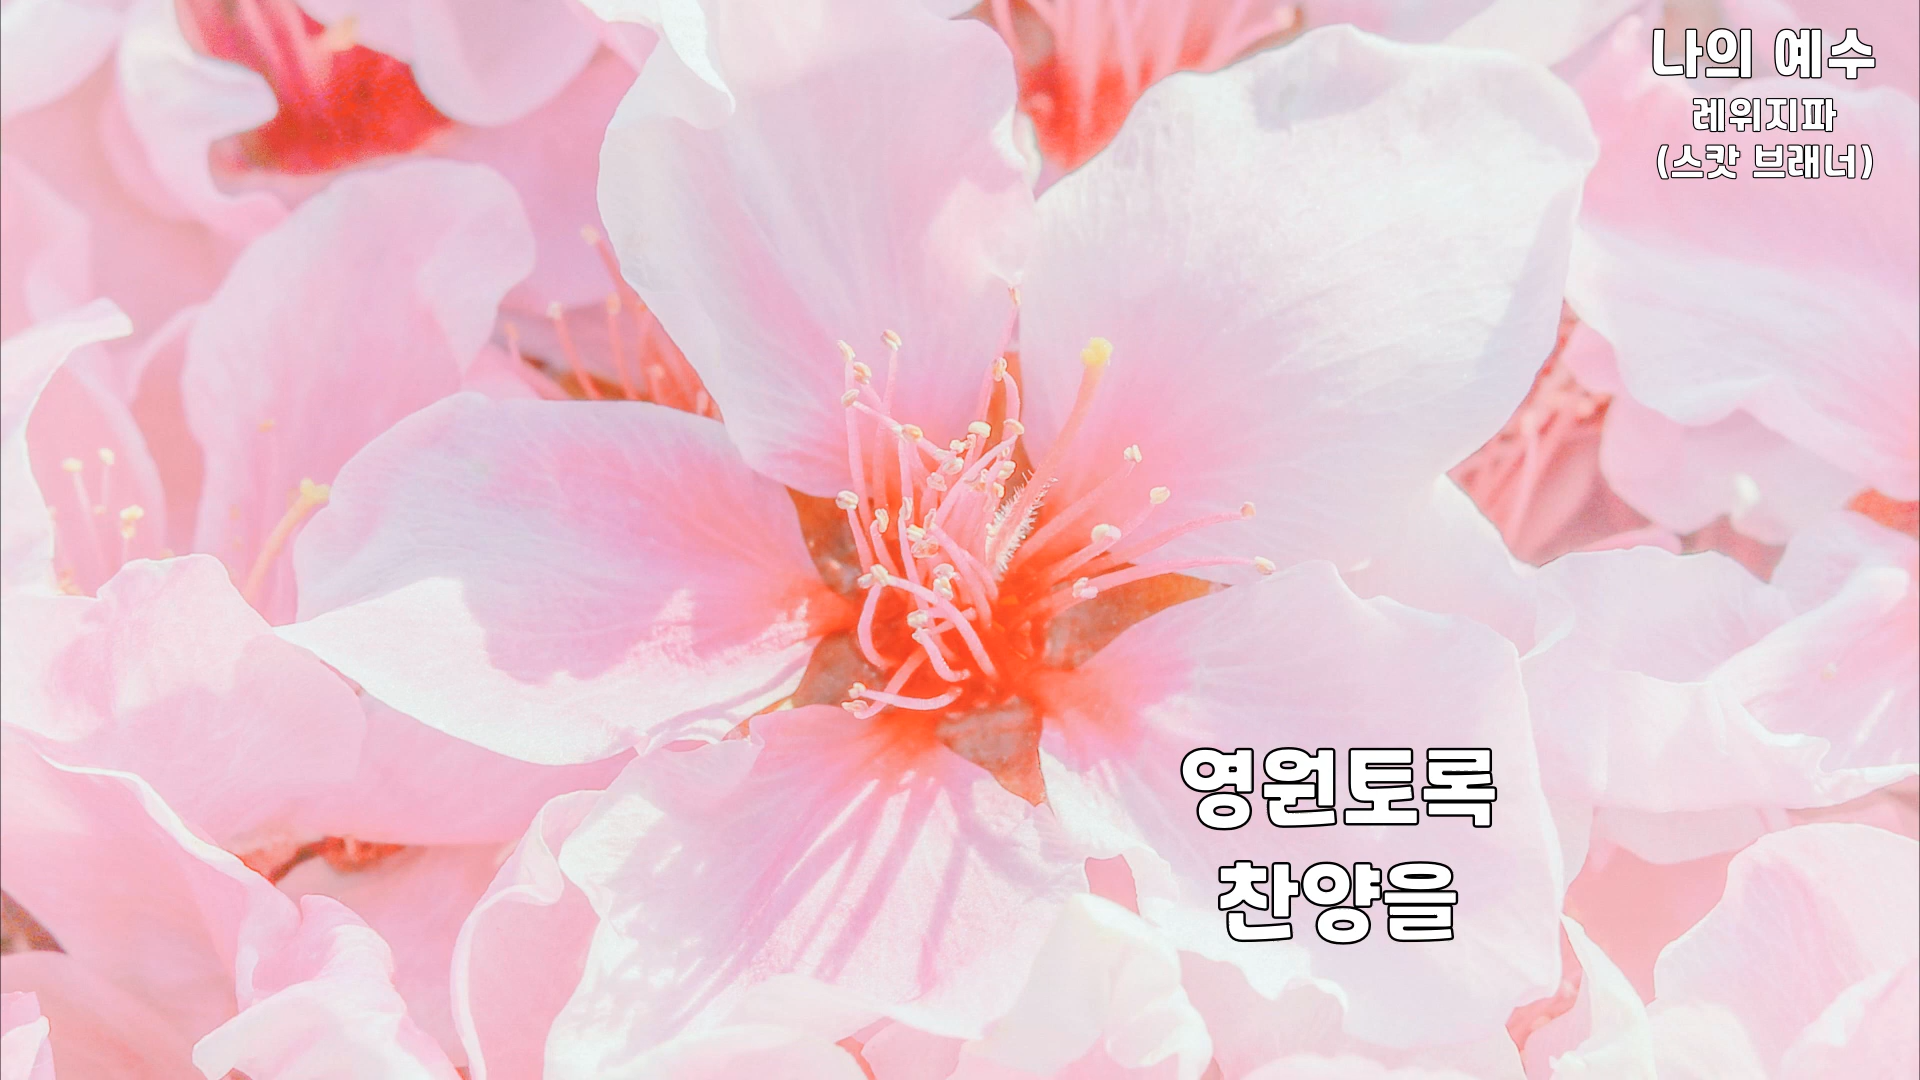 나의 예수
레위지파
(스캇 브래너)
영원토록
찬양을